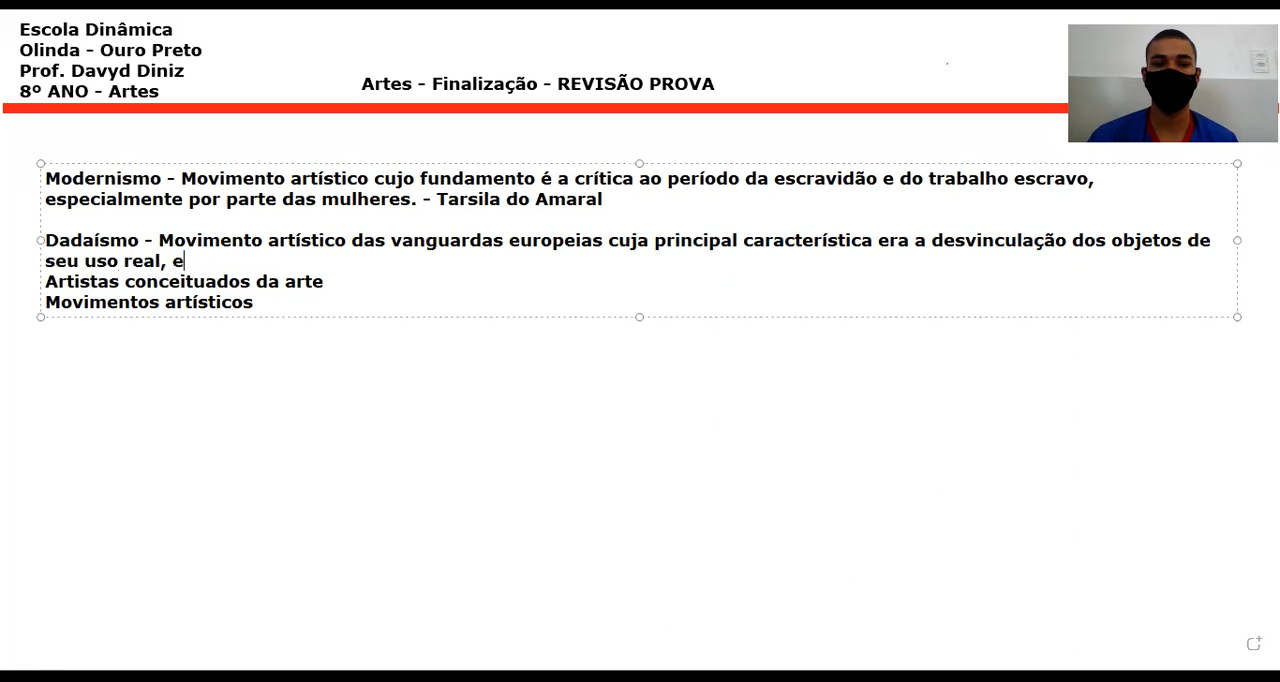 Escola Dinâmica
Olinda - Ouro Preto
Prof. Davyd Diniz
8º ANO - Artes
Artes - Finalização - REVISÃO PROVA
Modernismo - Movimento artístico cujo fundamento é a crítica ao período da escravidão e do trabalho escravo,
especialmente por parte das mulheres. - Tarsila do Amaral
Dadaísmo - Movimento artístico das vanguardas europeias cuja principal característica era a desvinculação dos objetos de
seu uso real, e
Artistas conceituados da arte
Movimentos artísticos